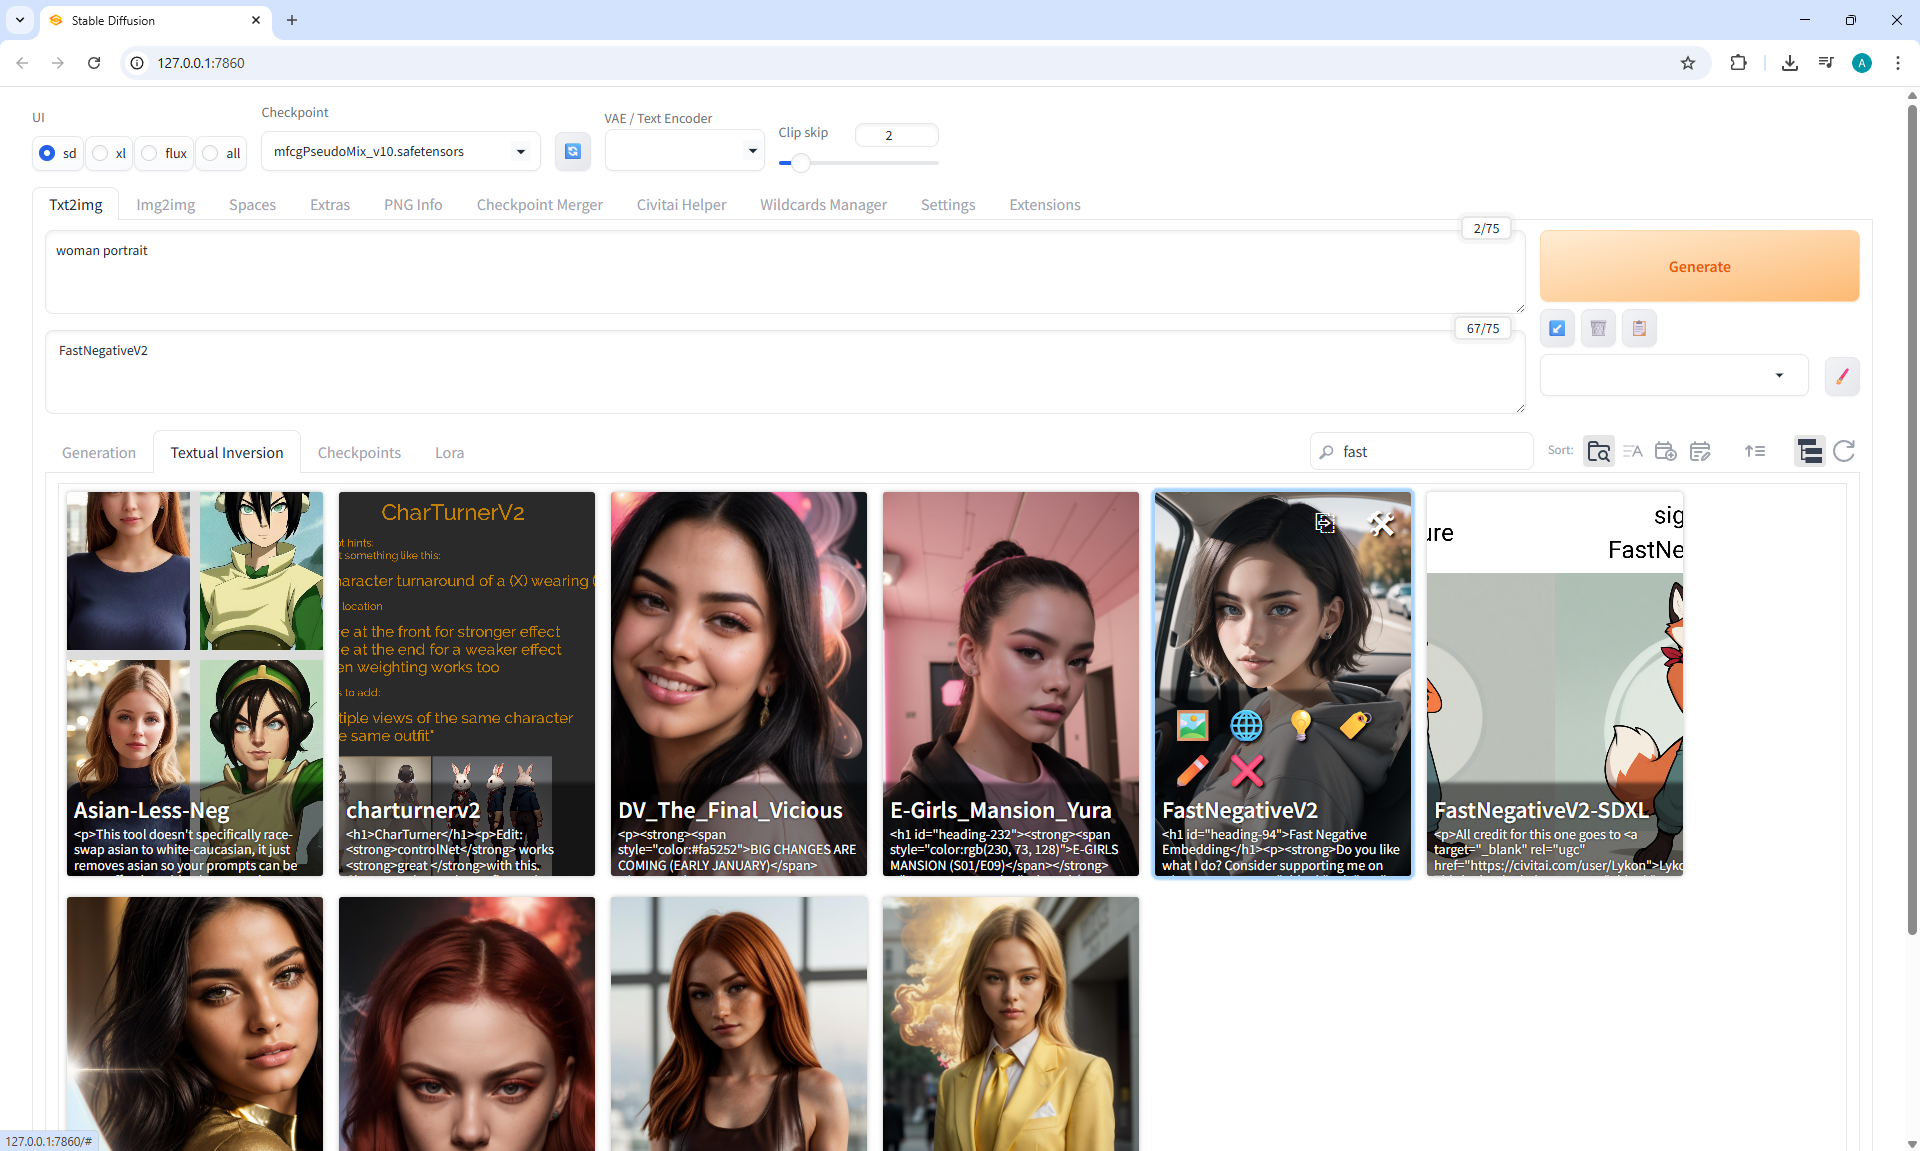 Stable Diffusion
127.0.0.1:7860
A
UI
sd
xl
flux
all
Checkpoint
mfcgPseudoMix_v10.safetensors
VAE / Text Encoder
Clip skip
2
Txt2img
Img2img
Spaces
Extras
PNG Info
Checkpoint Merger
Civitai Helper
Wildcards Manager
Settings
Extensions
woman portrait
2/75
Generate
FastNegativeV2
67/75
Generation
Textual Inversion
Checkpoints
Lora
fast
Sort:
CharTurnerV2
t hints:
t something like this:
aracter turnaround of a (X) wearing (
location
e at the front for stronger effect
e at the end for a weaker effect
en weighting works too
s to add:
tiple views of the same character
e same outfit"
ure
sig
FastNe
Asian-Less-Neg
<p>This tool doesn't specifically race-
swap asian to white-caucasian, it just
removes asian so your prompts can be
charturnerv2
<h1>CharTurner</h1><p>Edit:
<strong>controlNet</strong> works
<strong>great </strong>with this.
DV_The_Final_Vicious
<p><strong><span
style="color:#fa5252">BIG CHANGES ARE
COMING (EARLY JANUARY)</span>
E-Girls_Mansion_Yura
<h1 id="heading-232"><strong><span
style="color:rgb(230, 73, 128)">E-GIRLS
MANSION (S01/E09)</span></strong>
FastNegativeV2
<h1 id="heading-94">Fast Negative
Embedding</h1><p><strong>Do you like
what I do? Consider supporting me on
FastNegativeV2-SDXL
<p>All credit for this one goes to <a
target="_blank" rel="ugc"
href="https://civitai.com/user/Lykon">Lyko
127.0.0.1:7860/#